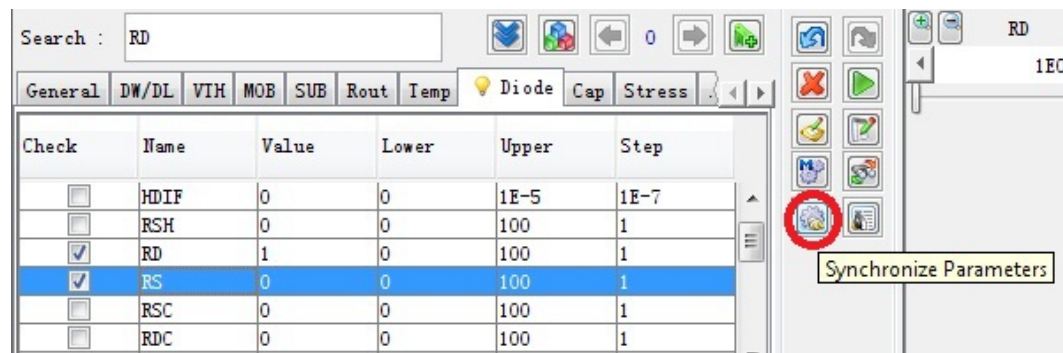 Search : RD 0 RD
1E0
General DW/DL VTH MOB SUB Rout Temp Diode Cap Stress
Check Name Value Lower Upper Step
HDIF 0 0 1E-5 1E-7
RSH 0 0 100 1
RD 1 0 100 1
RS 0 0 100 1
RSC 0 0 100 1
RDC 0 0 100 1
Synchronize Parameters